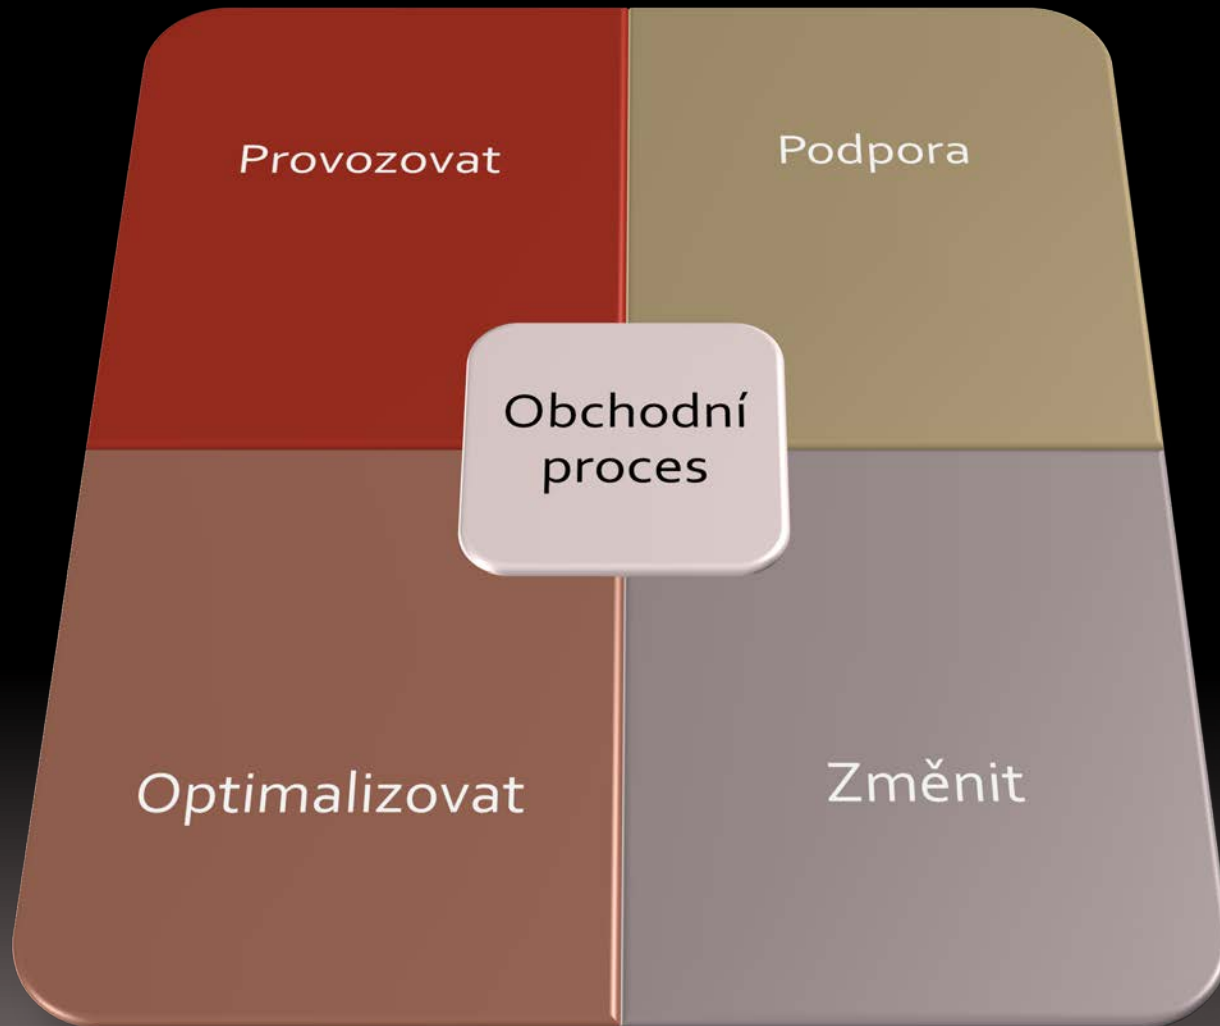 Provozovat
Podpora
Obchodní
proces
Optimalizovat
Změnit